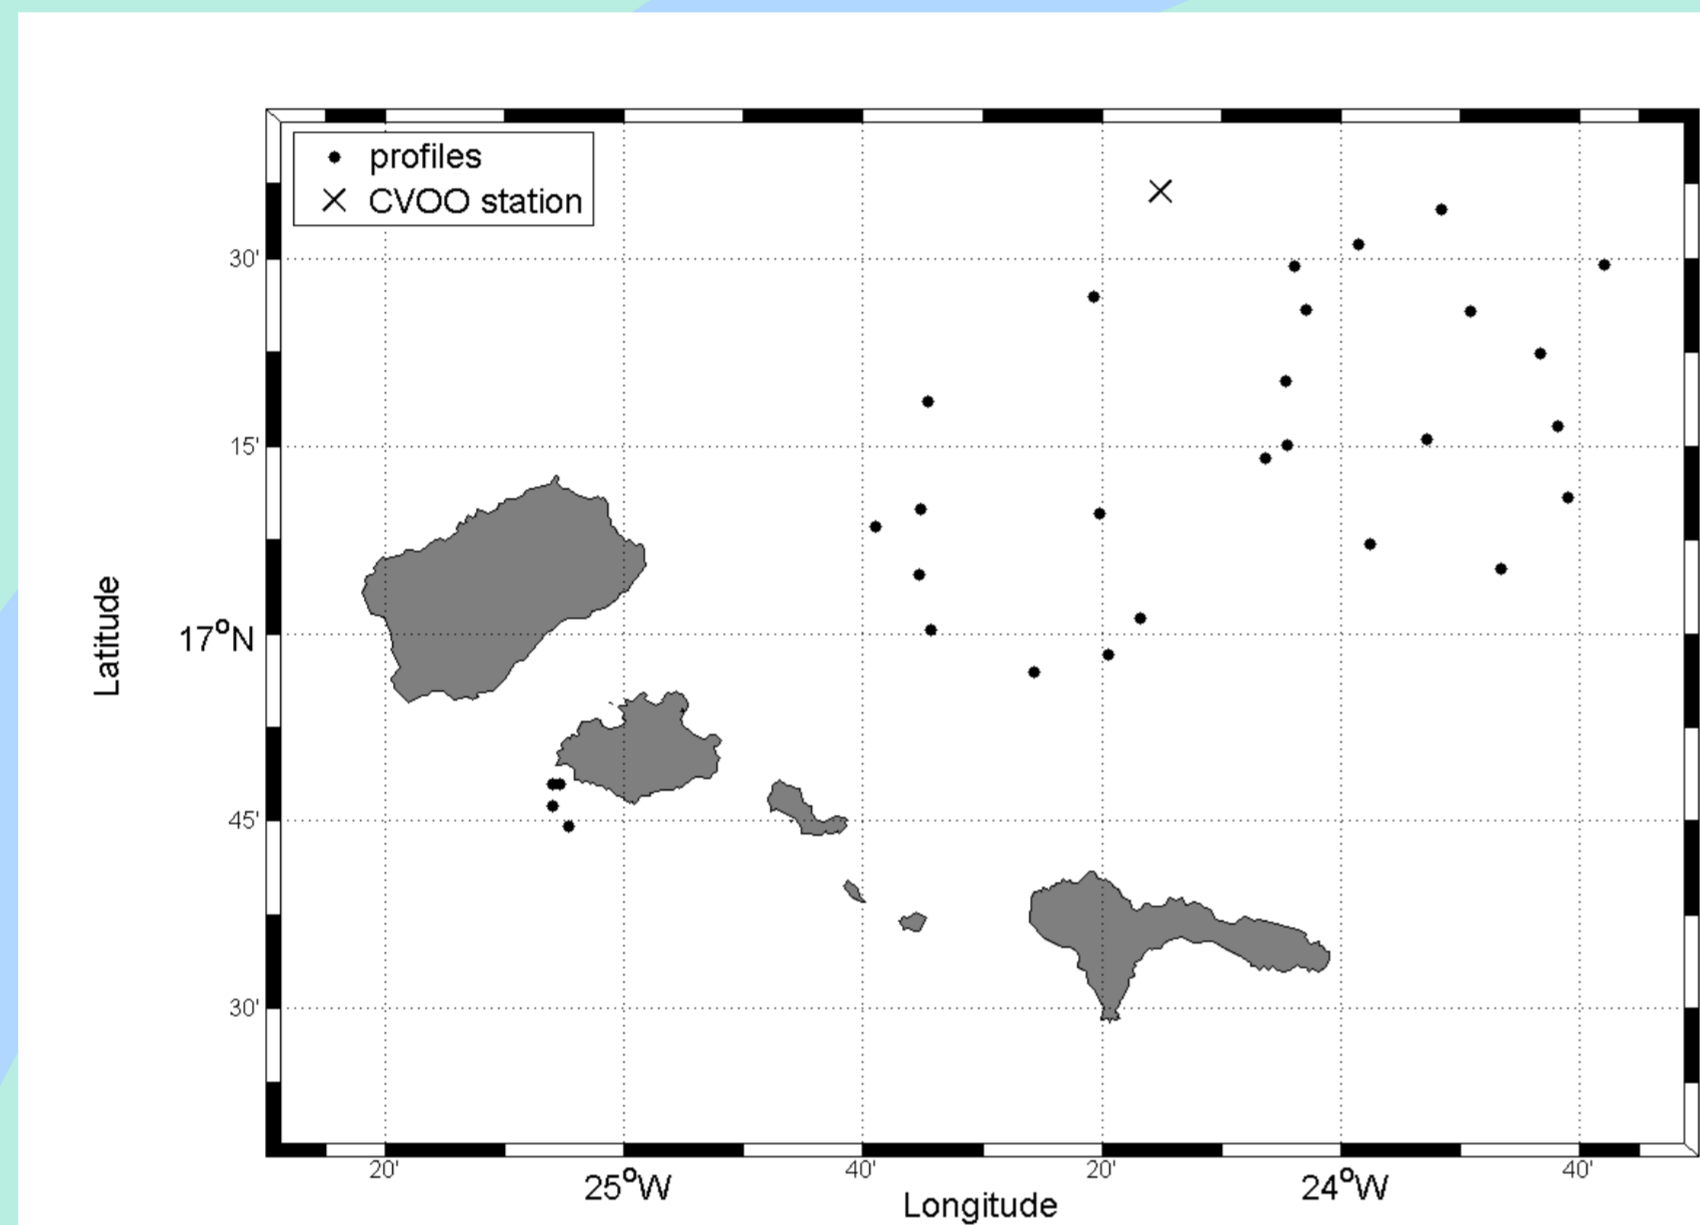 profiles
CVOO station
30'
15'
17°N
45'
30'
Latitude
20'
25°W
40'
20'
24°W
40'
Longitude